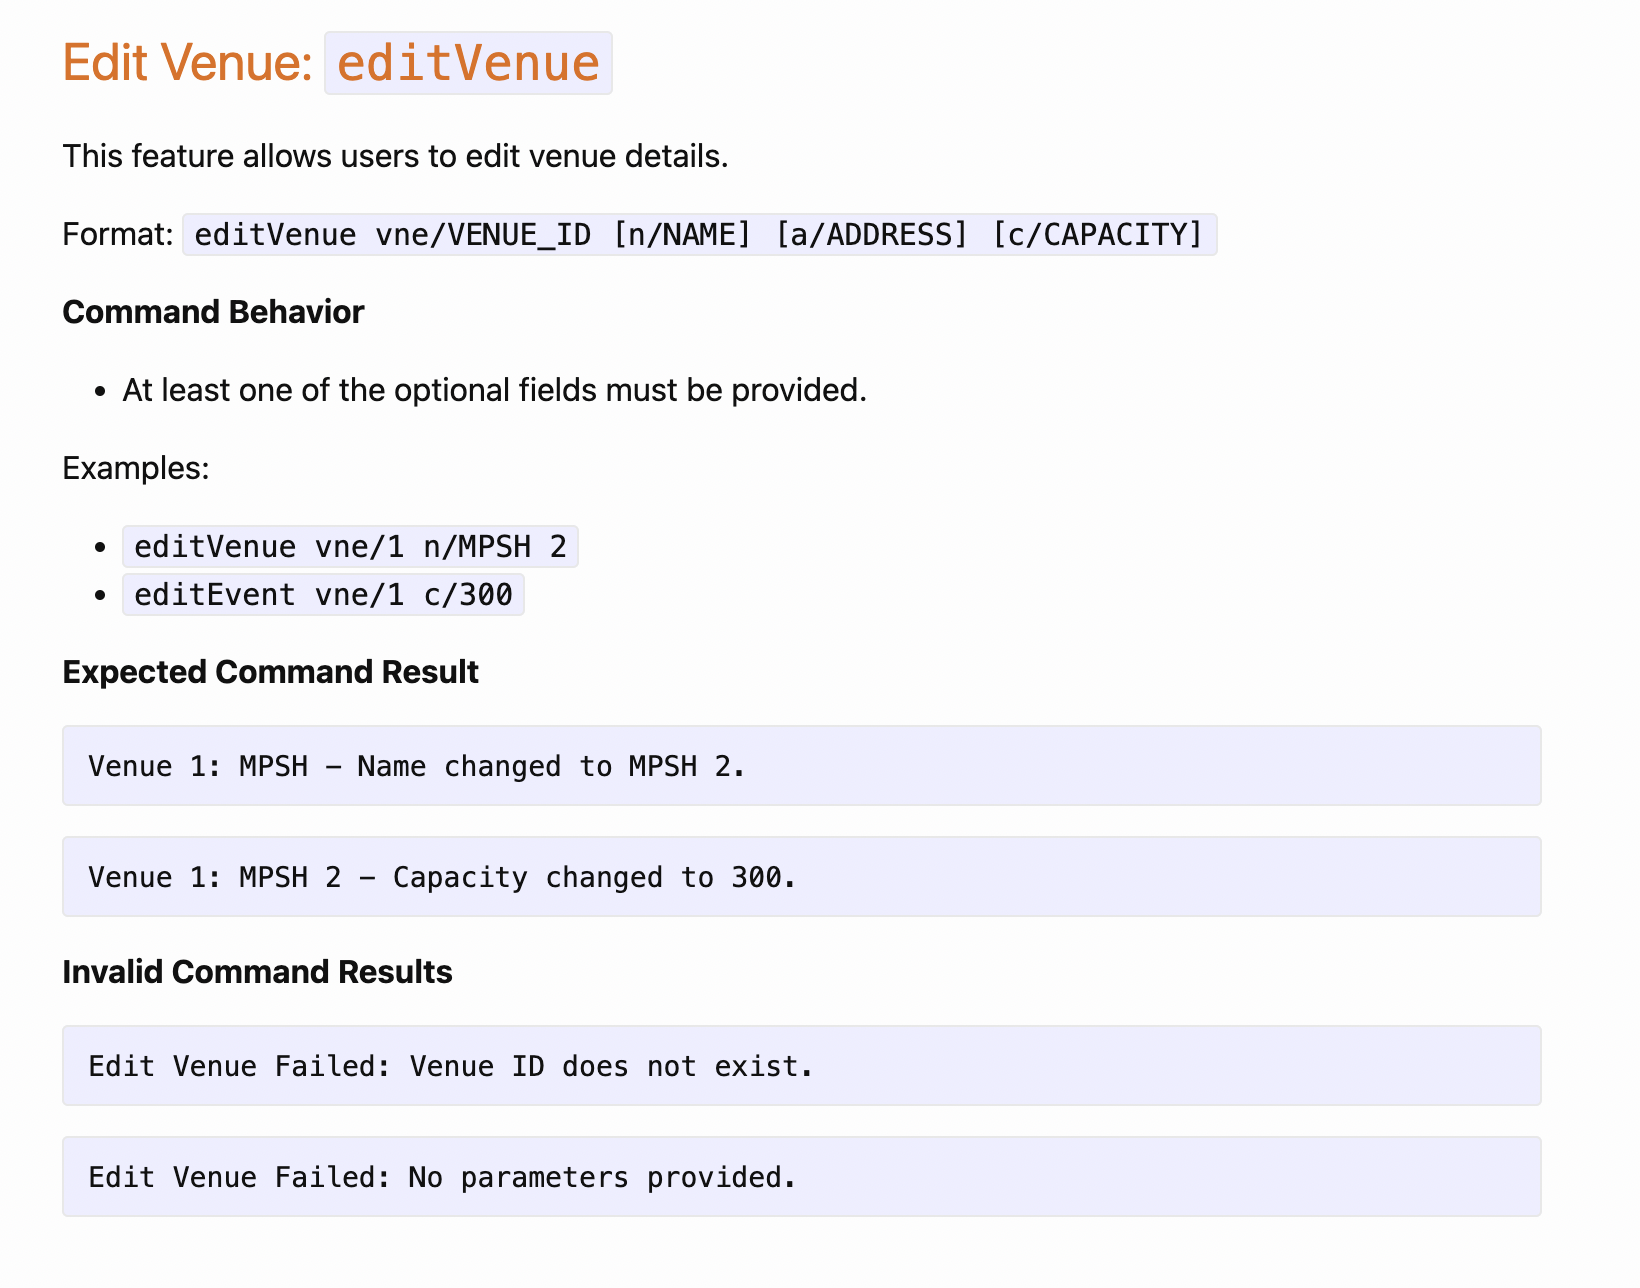 Edit Venue: editVenue
This feature allows users to edit venue details.
Format: editVenue vne/VENUE_ID [n/NAME] [a/ADDRESS] [c/CAPACITY]
Command Behavior
• At least one of the optional fields must be provided.
Examples:
• editVenue vne/1 n/MPSH 2
• editEvent vne/1 c/300
Expected Command Result
Venue 1: MPSH – Name changed to MPSH 2.
Venue 1: MPSH 2 – Capacity changed to 300.
Invalid Command Results
Edit Venue Failed: Venue ID does not exist.
Edit Venue Failed: No parameters provided.